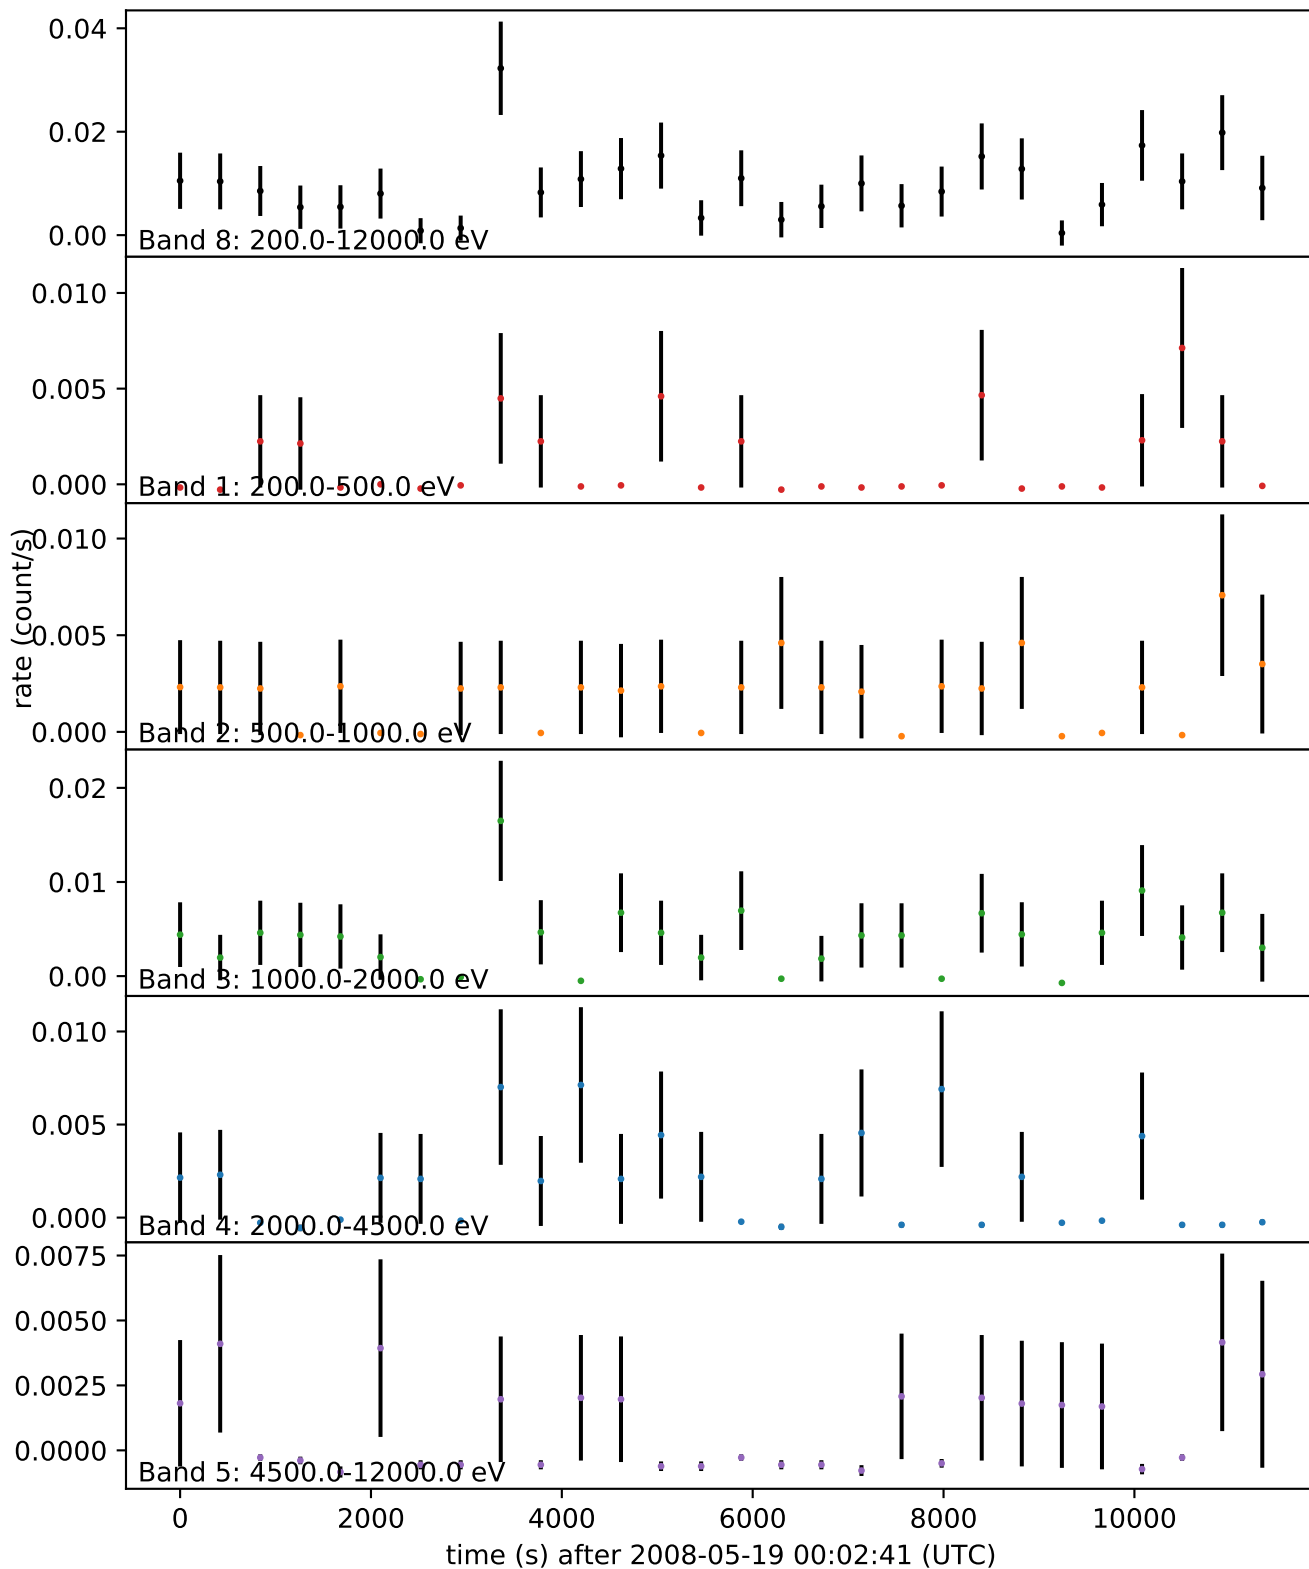 0.04
0.02
0.00
Band 8: 200.0-12000.0 eV
0.010
0.005
0.000
Band 1: 200.0-500.0 eV
rate (count/s)
0.010
0.005
0.000
Band 2: 500.0-1000.0 eV
0.02
0.01
0.00
Band 3: 1000.0-2000.0 eV
0.010
0.005
0.000
Band 4: 2000.0-4500.0 eV
0.0075
0.0050
0.0025
0.0000
Band 5: 4500.0-12000.0 eV
0 2000 4000 6000 8000 10000
time (s) after 2008-05-19 00:02:41 (UTC)